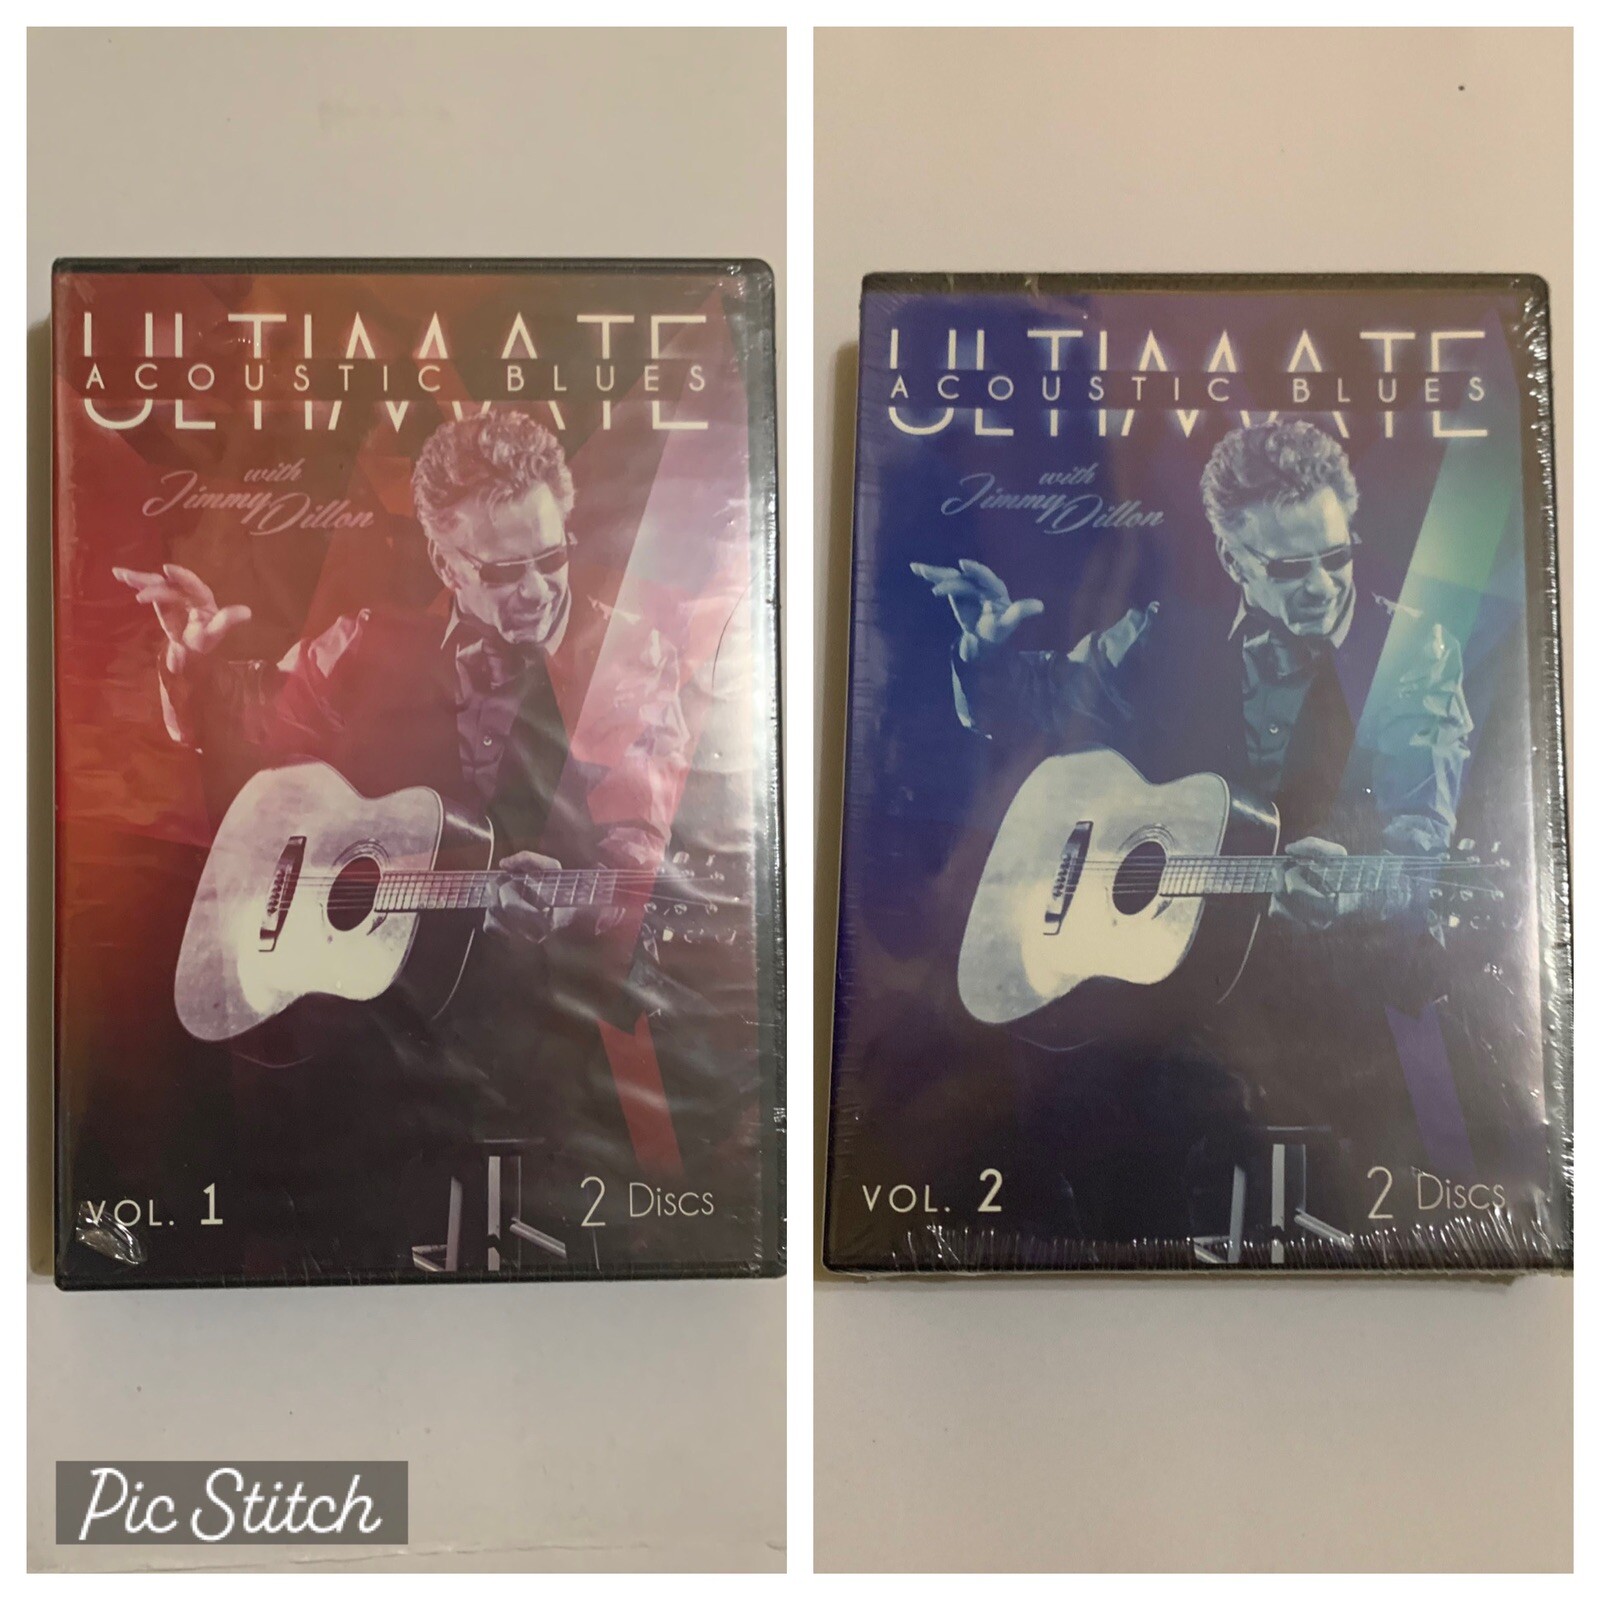 ULTIMATE
ACOUSTIC BLUES
with
Jimmy Dillon
VOL. 1
2 Discs
ULTIMATE
ACOUSTIC BLUES
with
Jimmy Dillon
VOL. 2
2 Discs
Pic Stitch